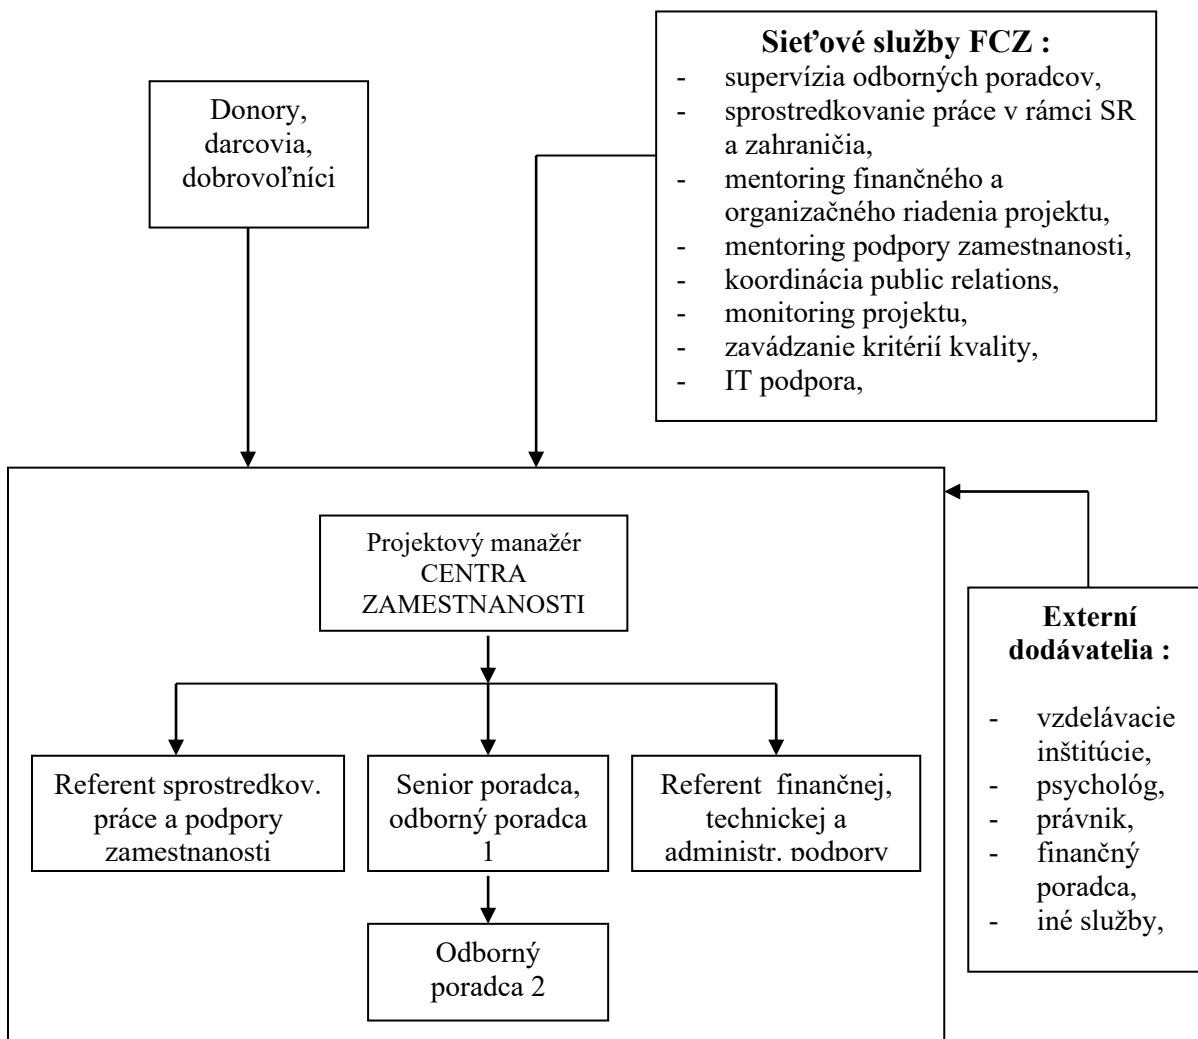 Sieťové služby FCZ :
- supervízia odborných poradcov,
- sprostredkovanie práce v rámci SR
a zahraničia,
- mentoring finančného a
organizačného riadenia projektu,
- mentoring podpory zamestnanosti,
- koordinácia public relations,
- monitoring projektu,
- zavádzanie kritérií kvality,
- IT podpora,
Donory,
darcovia,
dobrovoľníci
Projektový manažér
CENTRA
ZAMESTNANOSTI
Referent sprostredkov.
práce a podpory
zamestnanosti
Senior poradca,
odborný poradca
1
Referent finančnej,
technickej a
administr. podpory
Odborný
poradca 2
Externí
dodávatelia :
- vzdelávacie
inštitúcie,
- psychológ,
- právnik,
- finančný
poradca,
- iné služby,